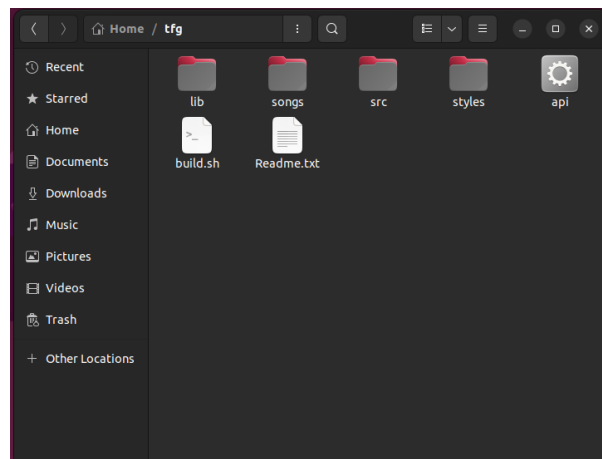 Home / tfg
Recent
Starred
Home
Documents
Downloads
Music
Pictures
Videos
Trash
+ Other Locations
lib songs src styles api
>_
build.sh Readme.txt